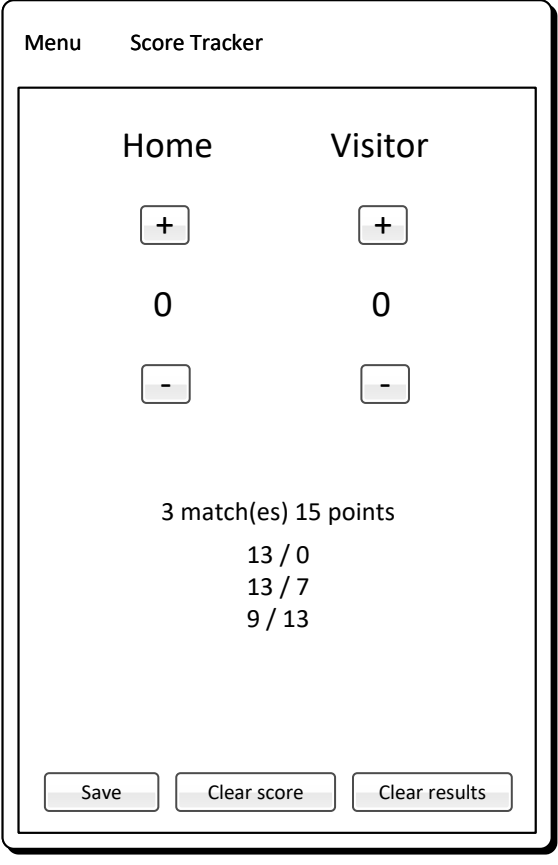 Menu Score Tracker
Home Visitor
+ +
0 0
- -
3 match(es) 15 points
13 / 0
13 / 7
9 / 13
Save Clear score Clear results